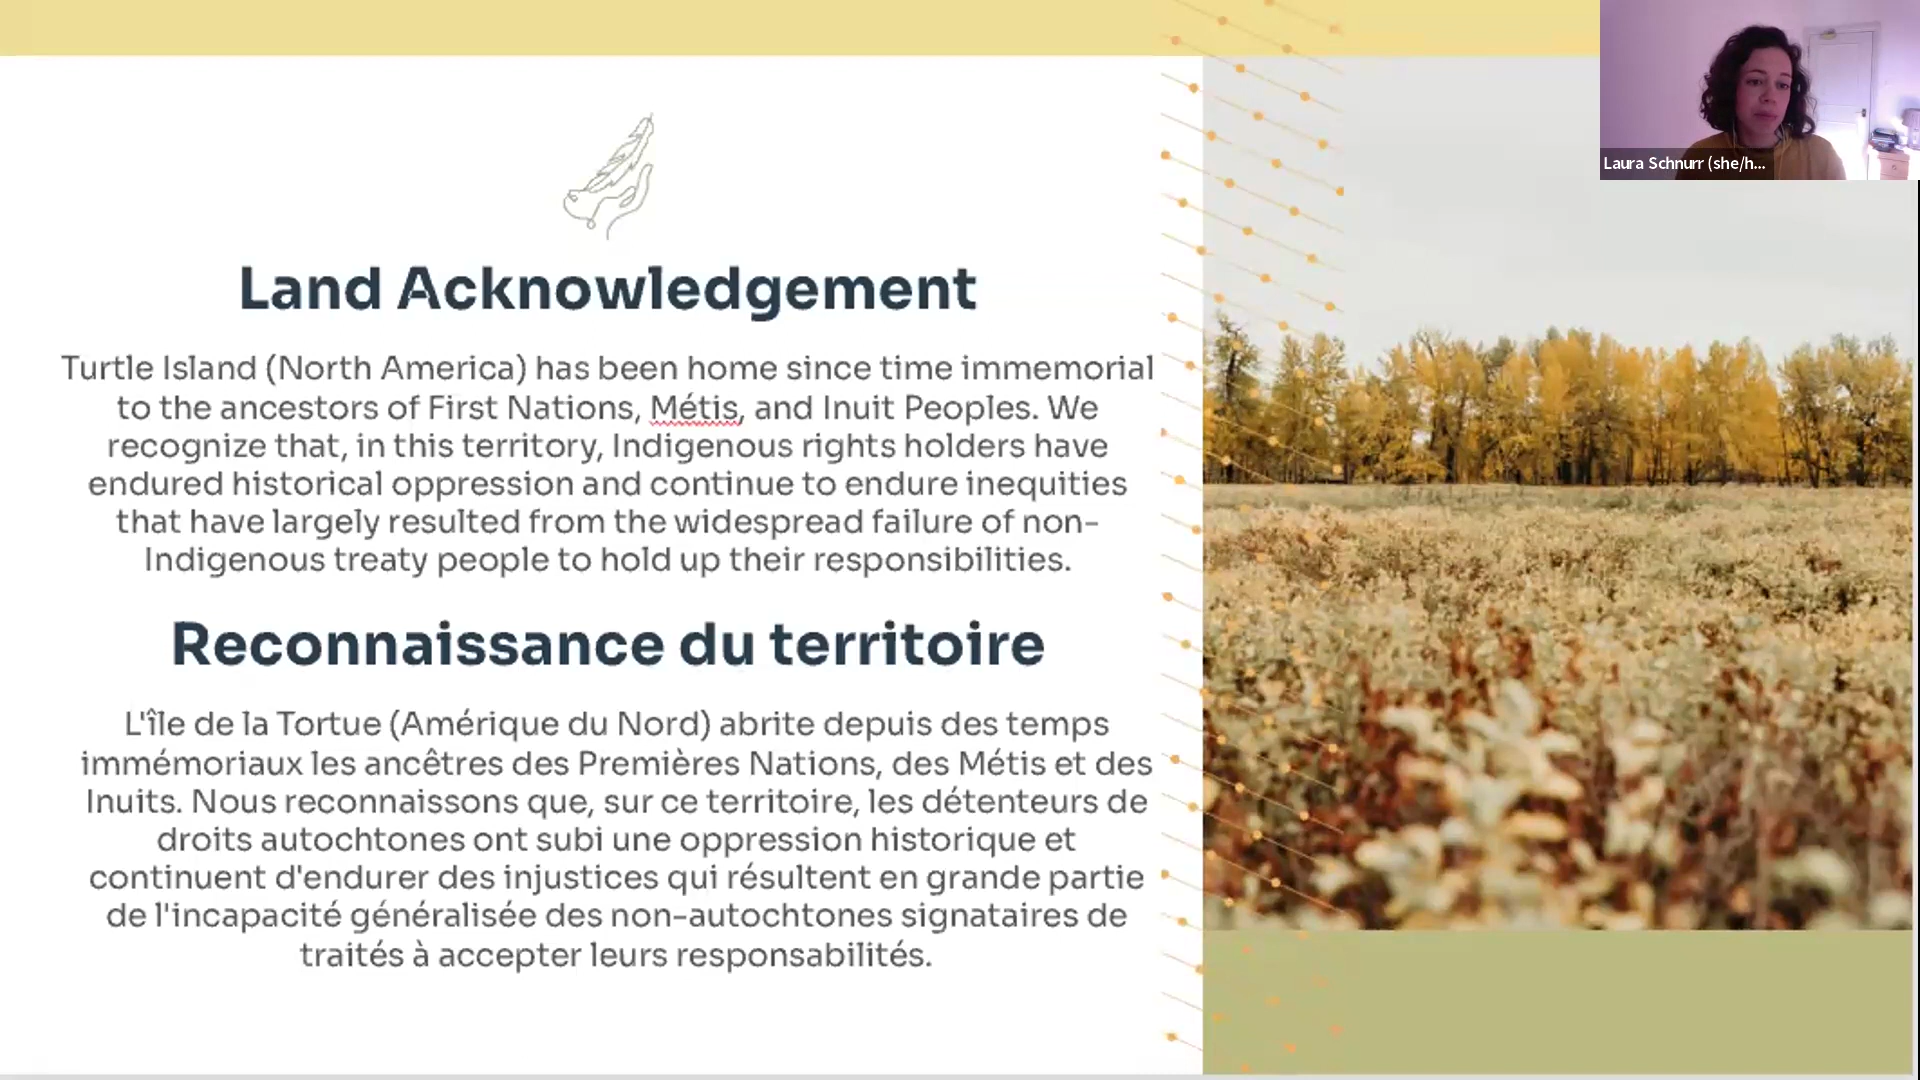 Laura Schnurr (she/h...
Land Acknowledgement
Turtle Island (North America) has been home since time immemorial
to the ancestors of First Nations, Métis, and Inuit Peoples. We
recognize that, in this territory, Indigenous rights holders have
endured historical oppression and continue to endure inequities
that have largely resulted from the widespread failure of non-
Indigenous treaty people to hold up their responsibilities.
Reconnaissance du territoire
L'île de la Tortue (Amérique du Nord) abrite depuis des temps
immémoriaux les ancêtres des Premières Nations, des Métis et des
Inuits. Nous reconnaissons que, sur ce territoire, les détenteurs de
droits autochtones ont subi une oppression historique et
continuent d'endurer des injustices qui résultent en grande partie
de l'incapacité généralisée des non-autochtones signataires de
traités à accepter leurs responsabilités.